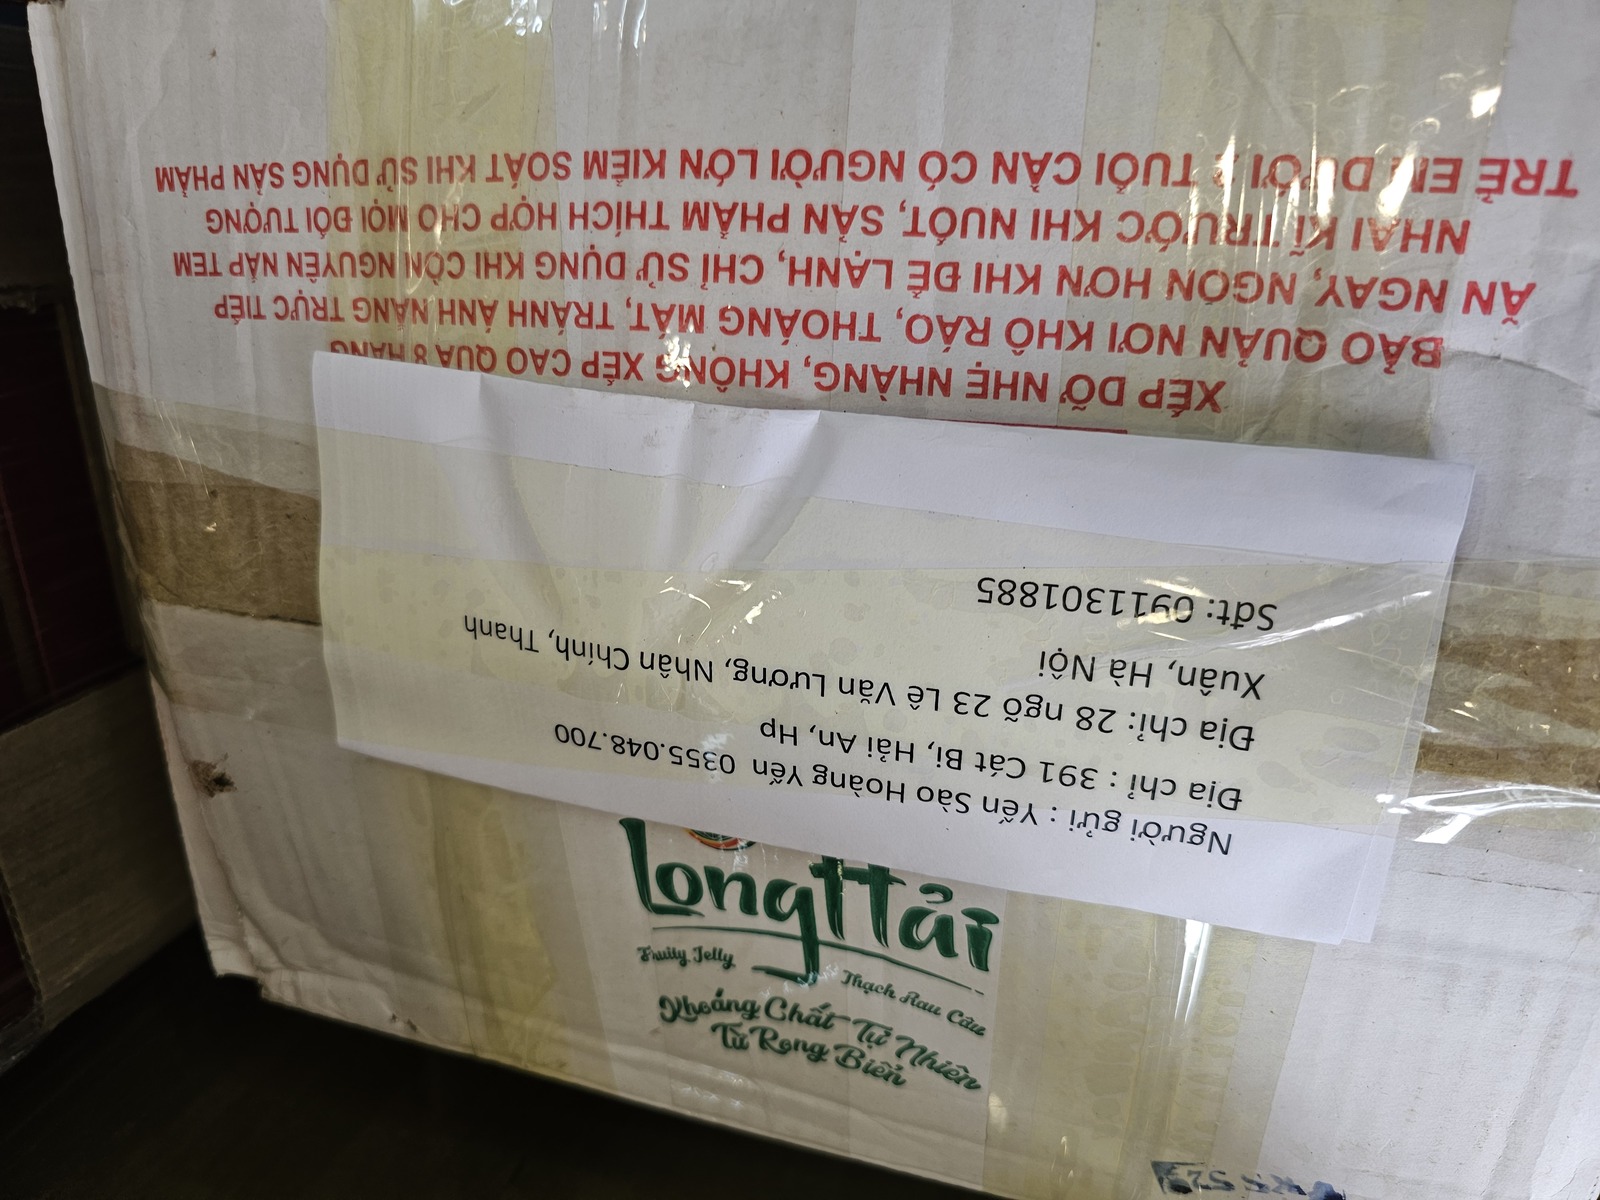 Người gửi : Yến Sào Hoàng Yến 0355.048.700
Địa chỉ : 391 Cát Bi, Hải An, Hp
Địa chỉ: 28 ngõ 23 Lê Văn Lương, Nhân Chính, Thanh
Xuân, Hà Nội
Sđt: 0911301885
XẾP DỠ NHẸ NHÀNG, KHÔNG XẾP CAO QUÁ 8 HÀNG
BẢO QUẢN NƠI KHÔ RÁO, THOÁNG MÁT, TRÁNH ÁNH NẮNG TRỰC TIẾP
ĂN NGAY, NGON HƠN KHI ĐỂ LẠNH, CHỈ SỬ DỤNG KHI CÒN NGUYÊN NẮP TEM
NHAI KĨ TRƯỚC KHI NUỐT, SẢN PHẨM THÍCH HỢP CHO MỌI ĐỐI TƯỢNG
TRẺ EM DƯỚI TUỔI CẦN CÓ NGƯỜI LỚN KIỂM SOÁT KHI SỬ DỤNG SẢN PHẨM
Long Hải
Fruity Jelly
Thạch Rau Câu
Khoáng Chất Tự Nhiên
Từ Rong Biển